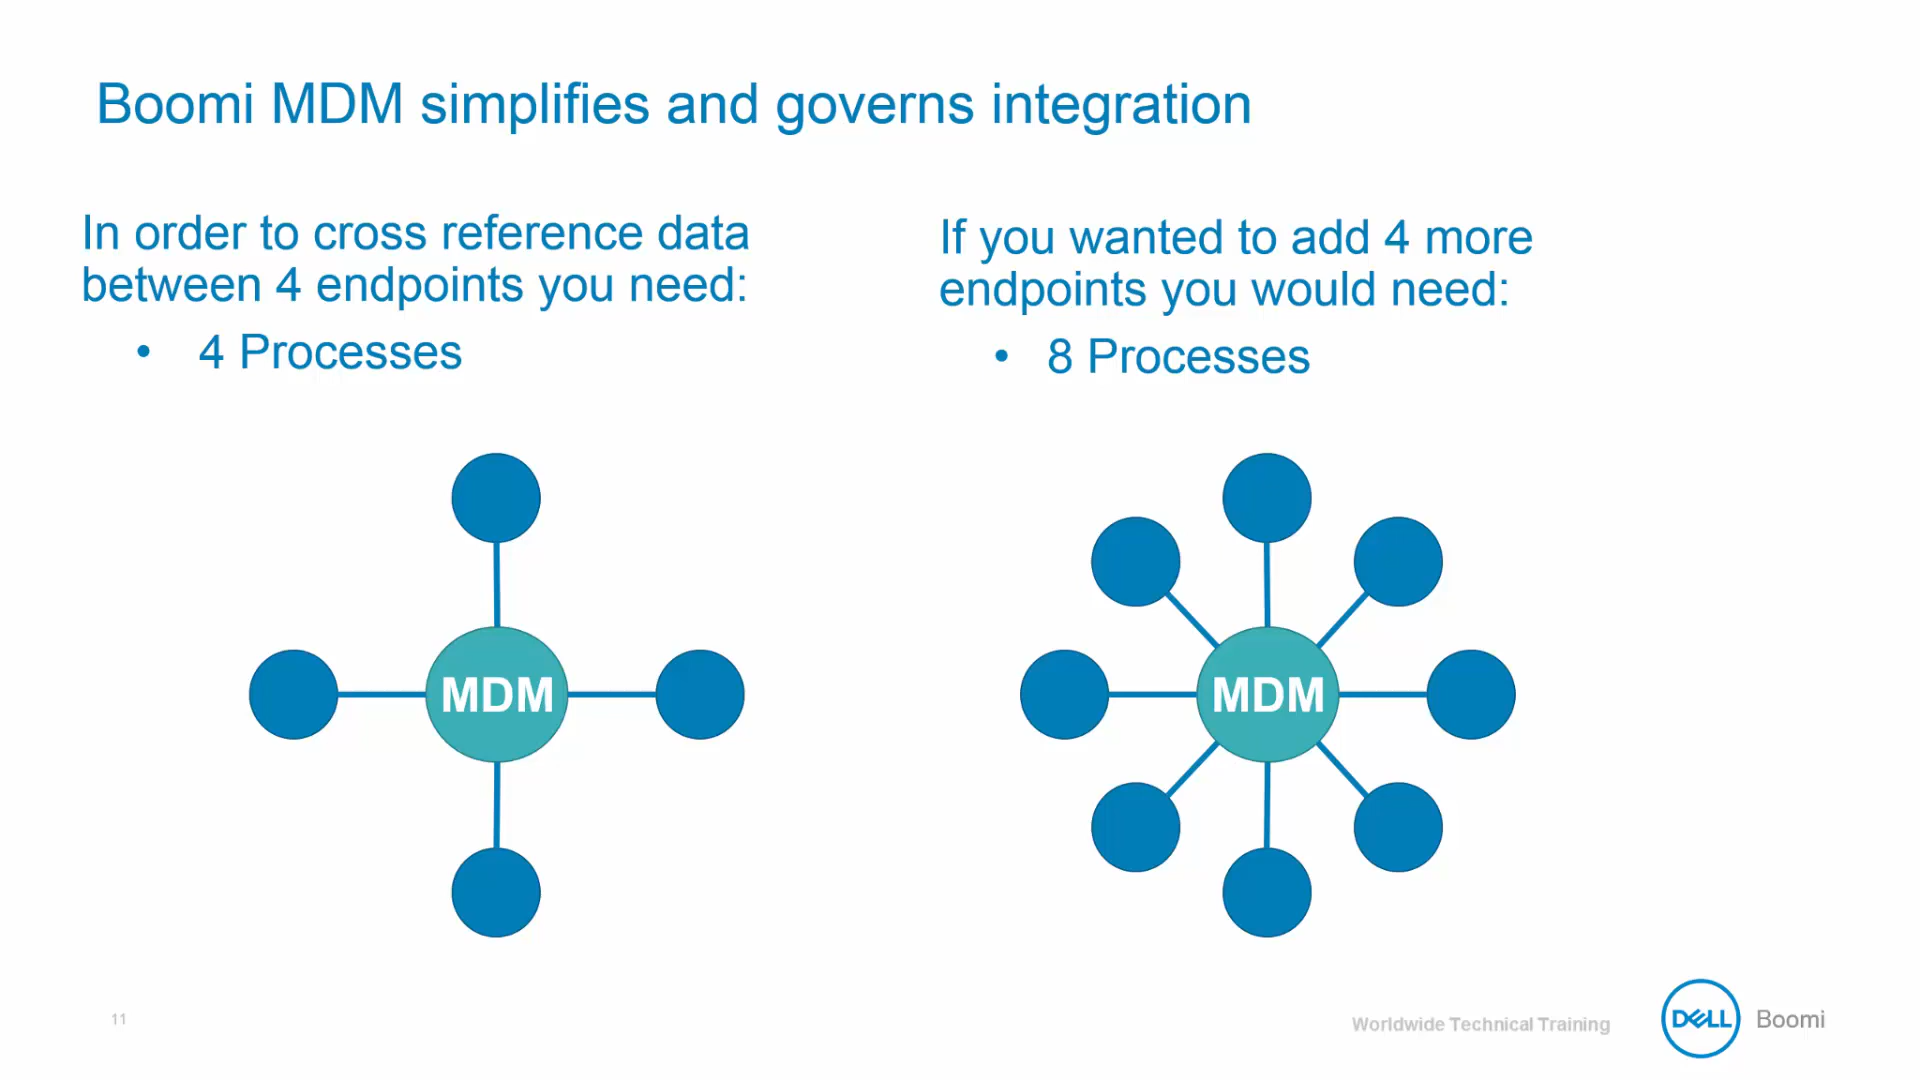 Boomi MDM simplifies and governs integration
In order to cross reference data
between 4 endpoints you need:
• 4 Processes
If you wanted to add 4 more
endpoints you would need:
• 8 Processes
MDM
MDM
11
Worldwide Technical Training
DELL Boomi